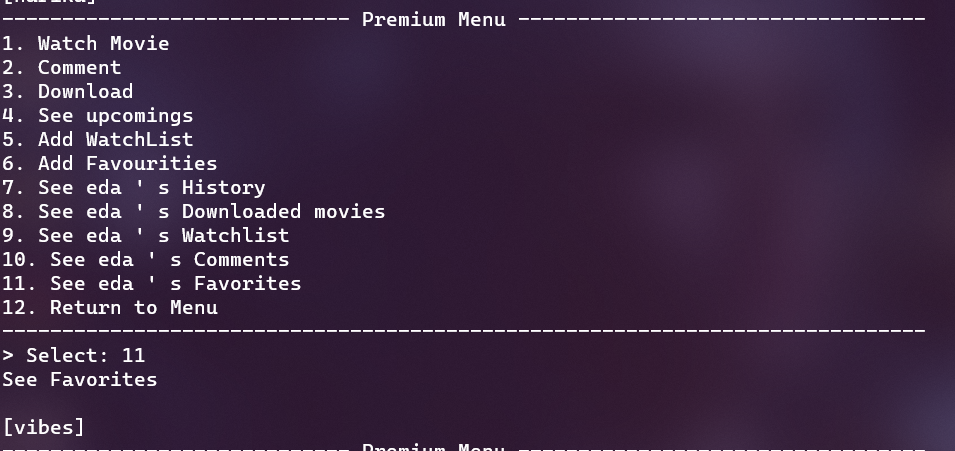 [harika]
----------------------------- Premium Menu ----------------------------------
1. Watch Movie
2. Comment
3. Download
4. See upcomings
5. Add WatchList
6. Add Favourities
7. See eda ' s History
8. See eda ' s Downloaded movies
9. See eda ' s Watchlist
10. See eda ' s Comments
11. See eda ' s Favorites
12. Return to Menu
-----------------------------------------------------------------------------
> Select: 11
See Favorites
[vibes]
----------------------------- Premium Menu ----------------------------------